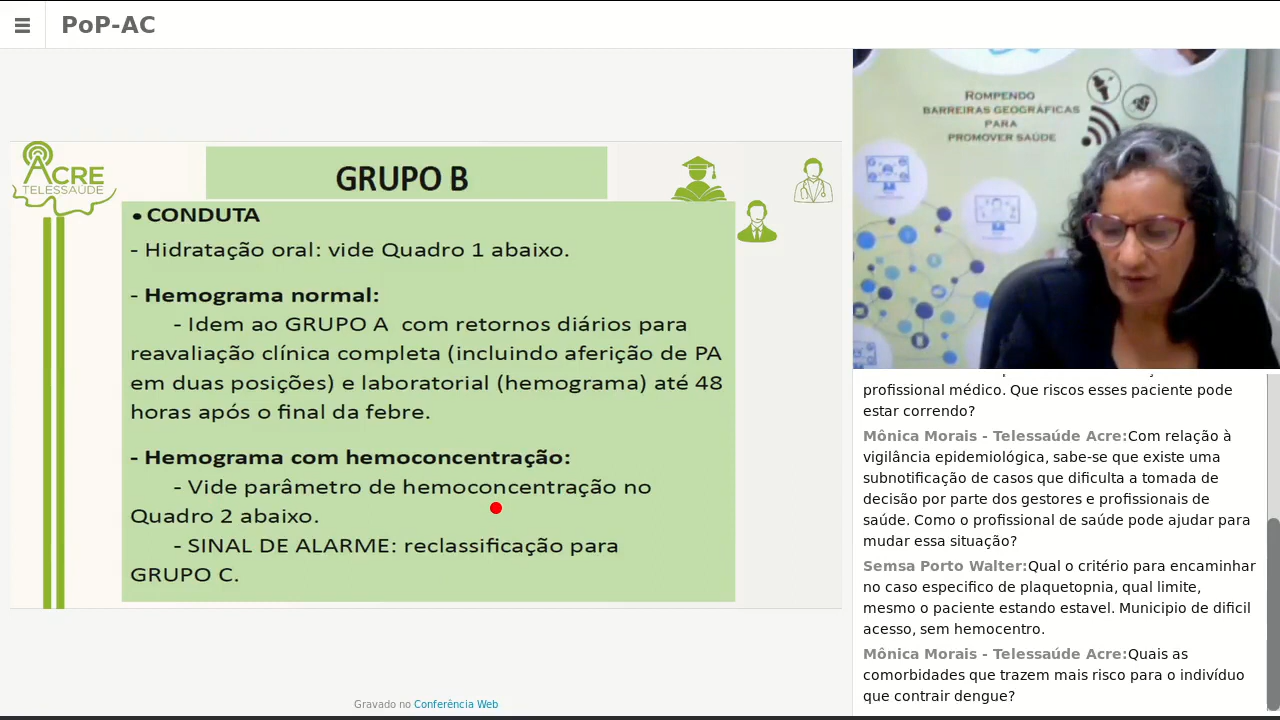 PoP-AC
ACRE
TELESSAÚDE
GRUPO B
• CONDUTA
- Hidratação oral: vide Quadro 1 abaixo.
- Hemograma normal:
- Idem ao GRUPO A com retornos diários para
reavaliação clínica completa (incluindo aferição de PA
em duas posições) e laboratorial (hemograma) até 48
horas após o final da febre.
- Hemograma com hemoconcentração:
- Vide parâmetro de hemoconcentração no
Quadro 2 abaixo.
- SINAL DE ALARME: reclassificação para
GRUPO C.
Gravado no Conferência Web
ROMPENDO
BARREIRAS GEOGRÁFICAS
PARA
PROMOVER SAÚDE
profissional médico. Que riscos esses paciente pode
estar correndo?
Mônica Morais - Telessaúde Acre:Com relação à
vigilância epidemiológica, sabe-se que existe uma
subnotificação de casos que dificulta a tomada de
decisão por parte dos gestores e profissionais de
saúde. Como o profissional de saúde pode ajudar para
mudar essa situação?
Semsa Porto Walter:Qual o critério para encaminhar
no caso especifico de plaquetopnia, qual limite,
mesmo o paciente estando estavel. Municipio de dificil
acesso, sem hemocentro.
Mônica Morais - Telessaúde Acre:Quais as
comorbidades que trazem mais risco para o indivíduo
que contrair dengue?